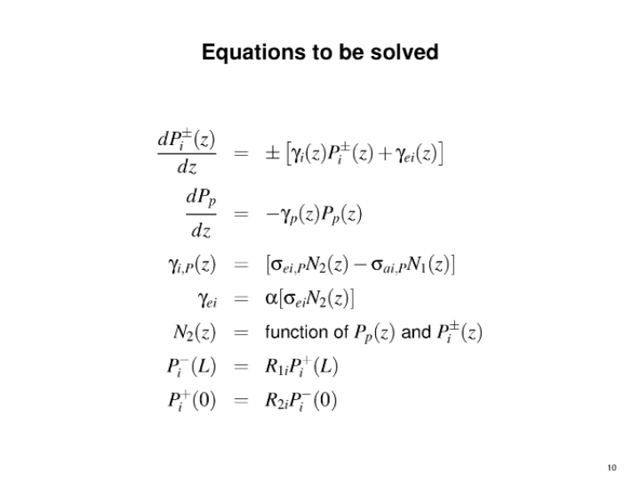 Equations to be solved
dP_i^±(z)/dz = ± [γ_i(z)P_i^±(z) + γ_ei(z)]
dP_p/dz = −γ_p(z)P_p(z)
γ_i,P(z) = [σ_ei,P N_2(z) − σ_ai,P N_1(z)]
γ_ei = α[σ_ei N_2(z)]
N_2(z) = function of P_p(z) and P_i^±(z)
P_i^−(L) = R_1i P_i^+(L)
P_i^+(0) = R_2i P_i^−(0)
10